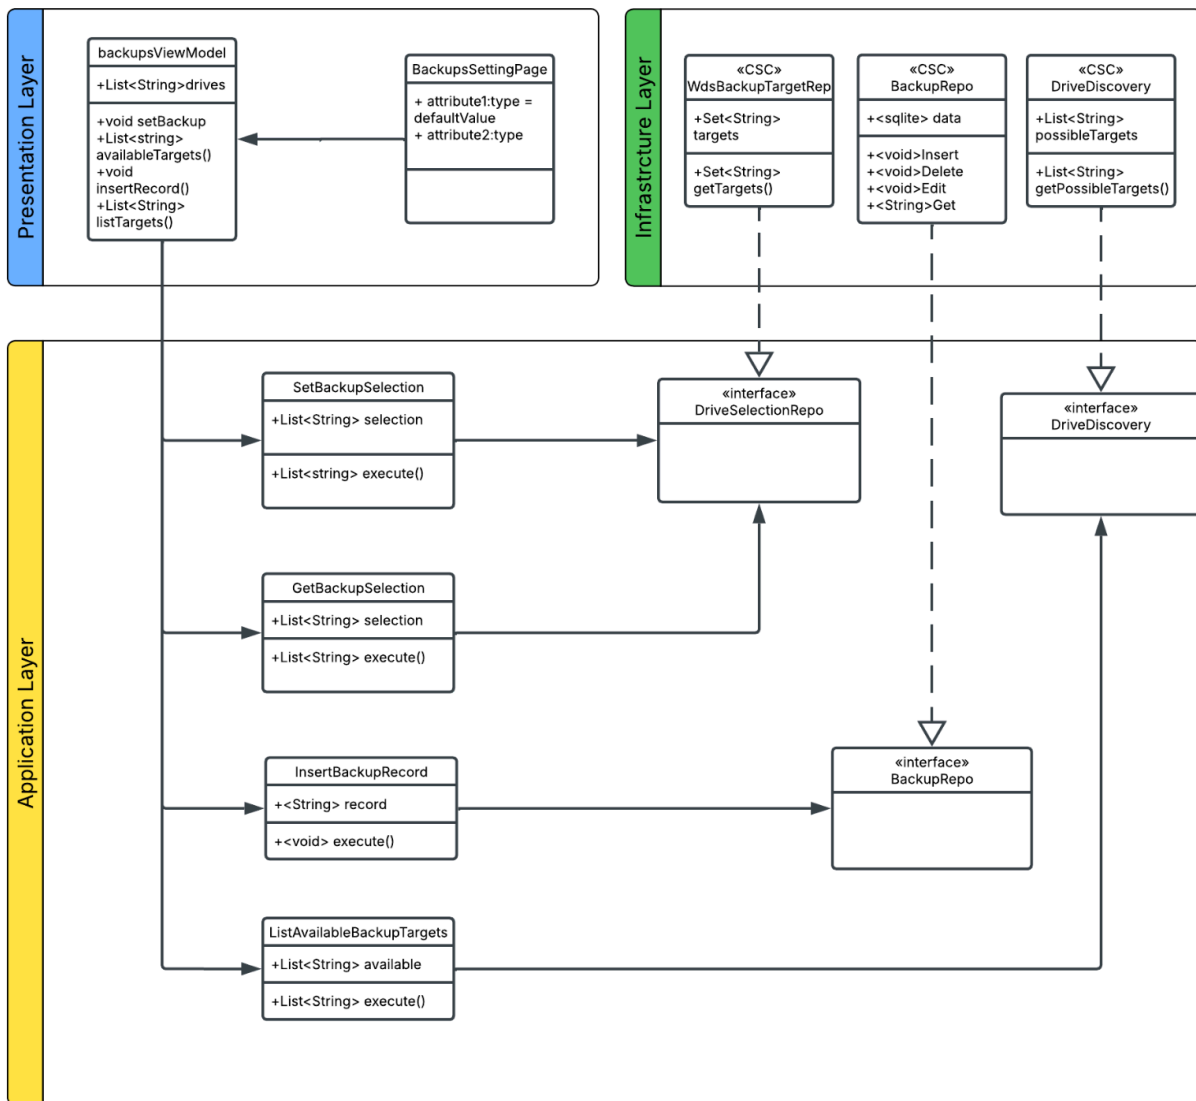 Presentation Layer
backupsViewModel
+List<String>drives
+void setBackup
+List<string>
availableTargets()
+void
insertRecord()
+List<String>
listTargets()
BackupsSettingPage
+ attribute1:type =
defaultValue
+ attribute2:type
Infrastrcture Layer
«CSC»
WdsBackupTargetRep
+Set<String>
targets
+Set<String>
getTargets()
«CSC»
BackupRepo
+<sqlite> data
+<void>Insert
+<void>Delete
+<void>Edit
+<String>Get
«CSC»
DriveDiscovery
+List<String>
possibleTargets
+List<String>
getPossibleTargets()
Application Layer
SetBackupSelection
+List<String> selection
+List<string> execute()
«interface»
DriveSelectionRepo
«interface»
DriveDiscovery
GetBackupSelection
+List<String> selection
+List<String> execute()
InsertBackupRecord
+<String> record
+<void> execute()
«interface»
BackupRepo
ListAvailableBackupTargets
+List<String> available
+List<String> execute()